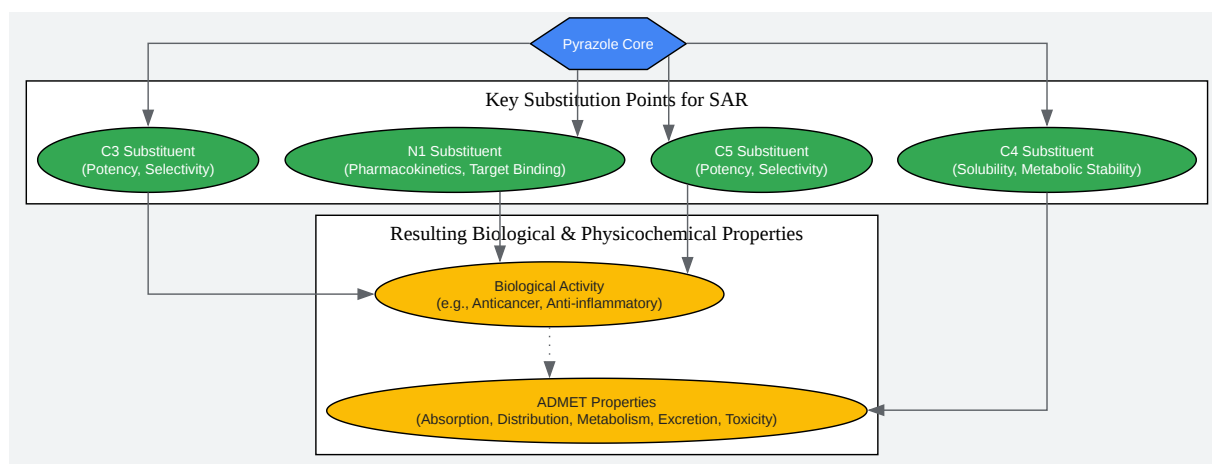 Pyrazole Core
Key Substitution Points for SAR
C3 Substituent
(Potency, Selectivity)
N1 Substituent
(Pharmacokinetics, Target Binding)
C5 Substituent
(Potency, Selectivity)
C4 Substituent
(Solubility, Metabolic Stability)
Resulting Biological & Physicochemical Properties
Biological Activity
(e.g., Anticancer, Anti-inflammatory)
ADMET Properties
(Absorption, Distribution, Metabolism, Excretion, Toxicity)